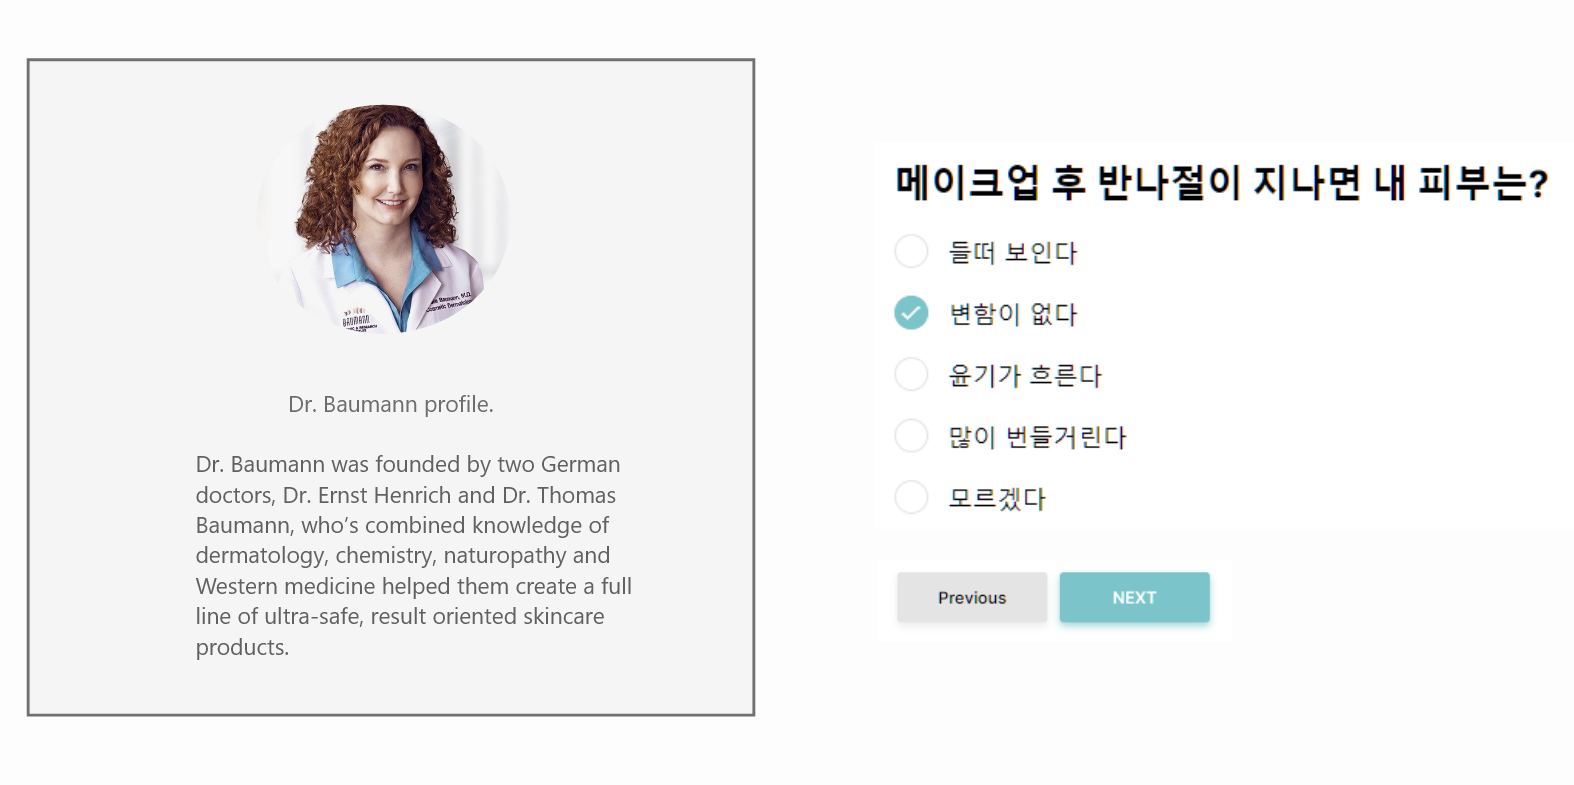 Baumann, M.D.
Cosmetic Dermatology
BAUMANN
Dr. Baumann profile.
Dr. Baumann was founded by two German
doctors, Dr. Ernst Henrich and Dr. Thomas
Baumann, who’s combined knowledge of
dermatology, chemistry, naturopathy and
Western medicine helped them create a full
line of ultra-safe, result oriented skincare
products.
메이크업 후 반나절이 지나면 내 피부는?
들떠 보인다
변함이 없다
윤기가 흐른다
많이 번들거린다
모르겠다
Previous
NEXT